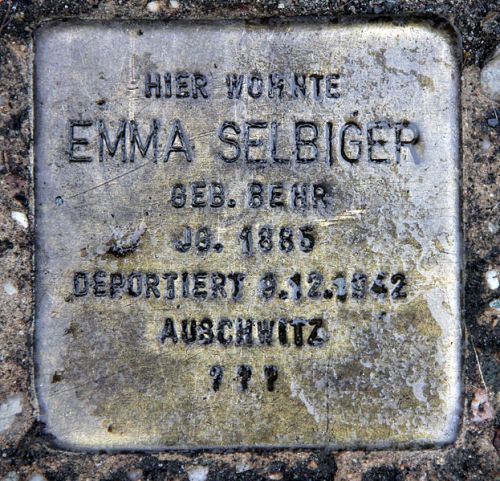 HIER WOHNTE
EMMA SELBIGER
GEB. BEHR
JG. 1885
DEPORTIERT 9.12.1942
AUSCHWITZ
? ? ?